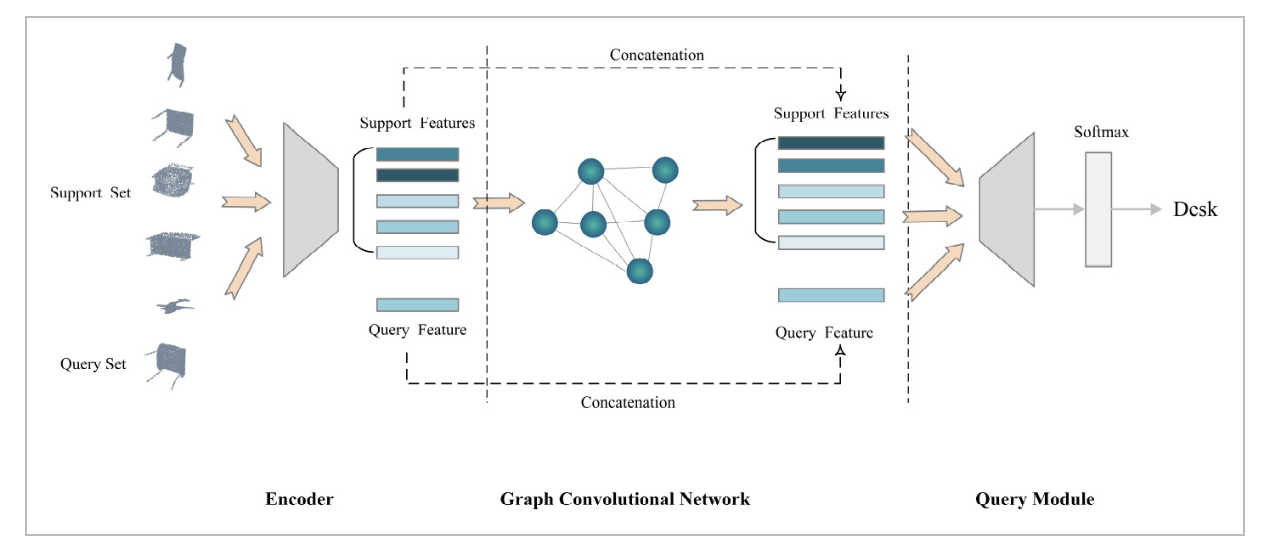 Concatenation
Support Features
Support Features
Softmax
Support Set
Desk
Query Feature
Query Feature
Query Set
Concatenation
Encoder
Graph Convolutional Network
Query Module